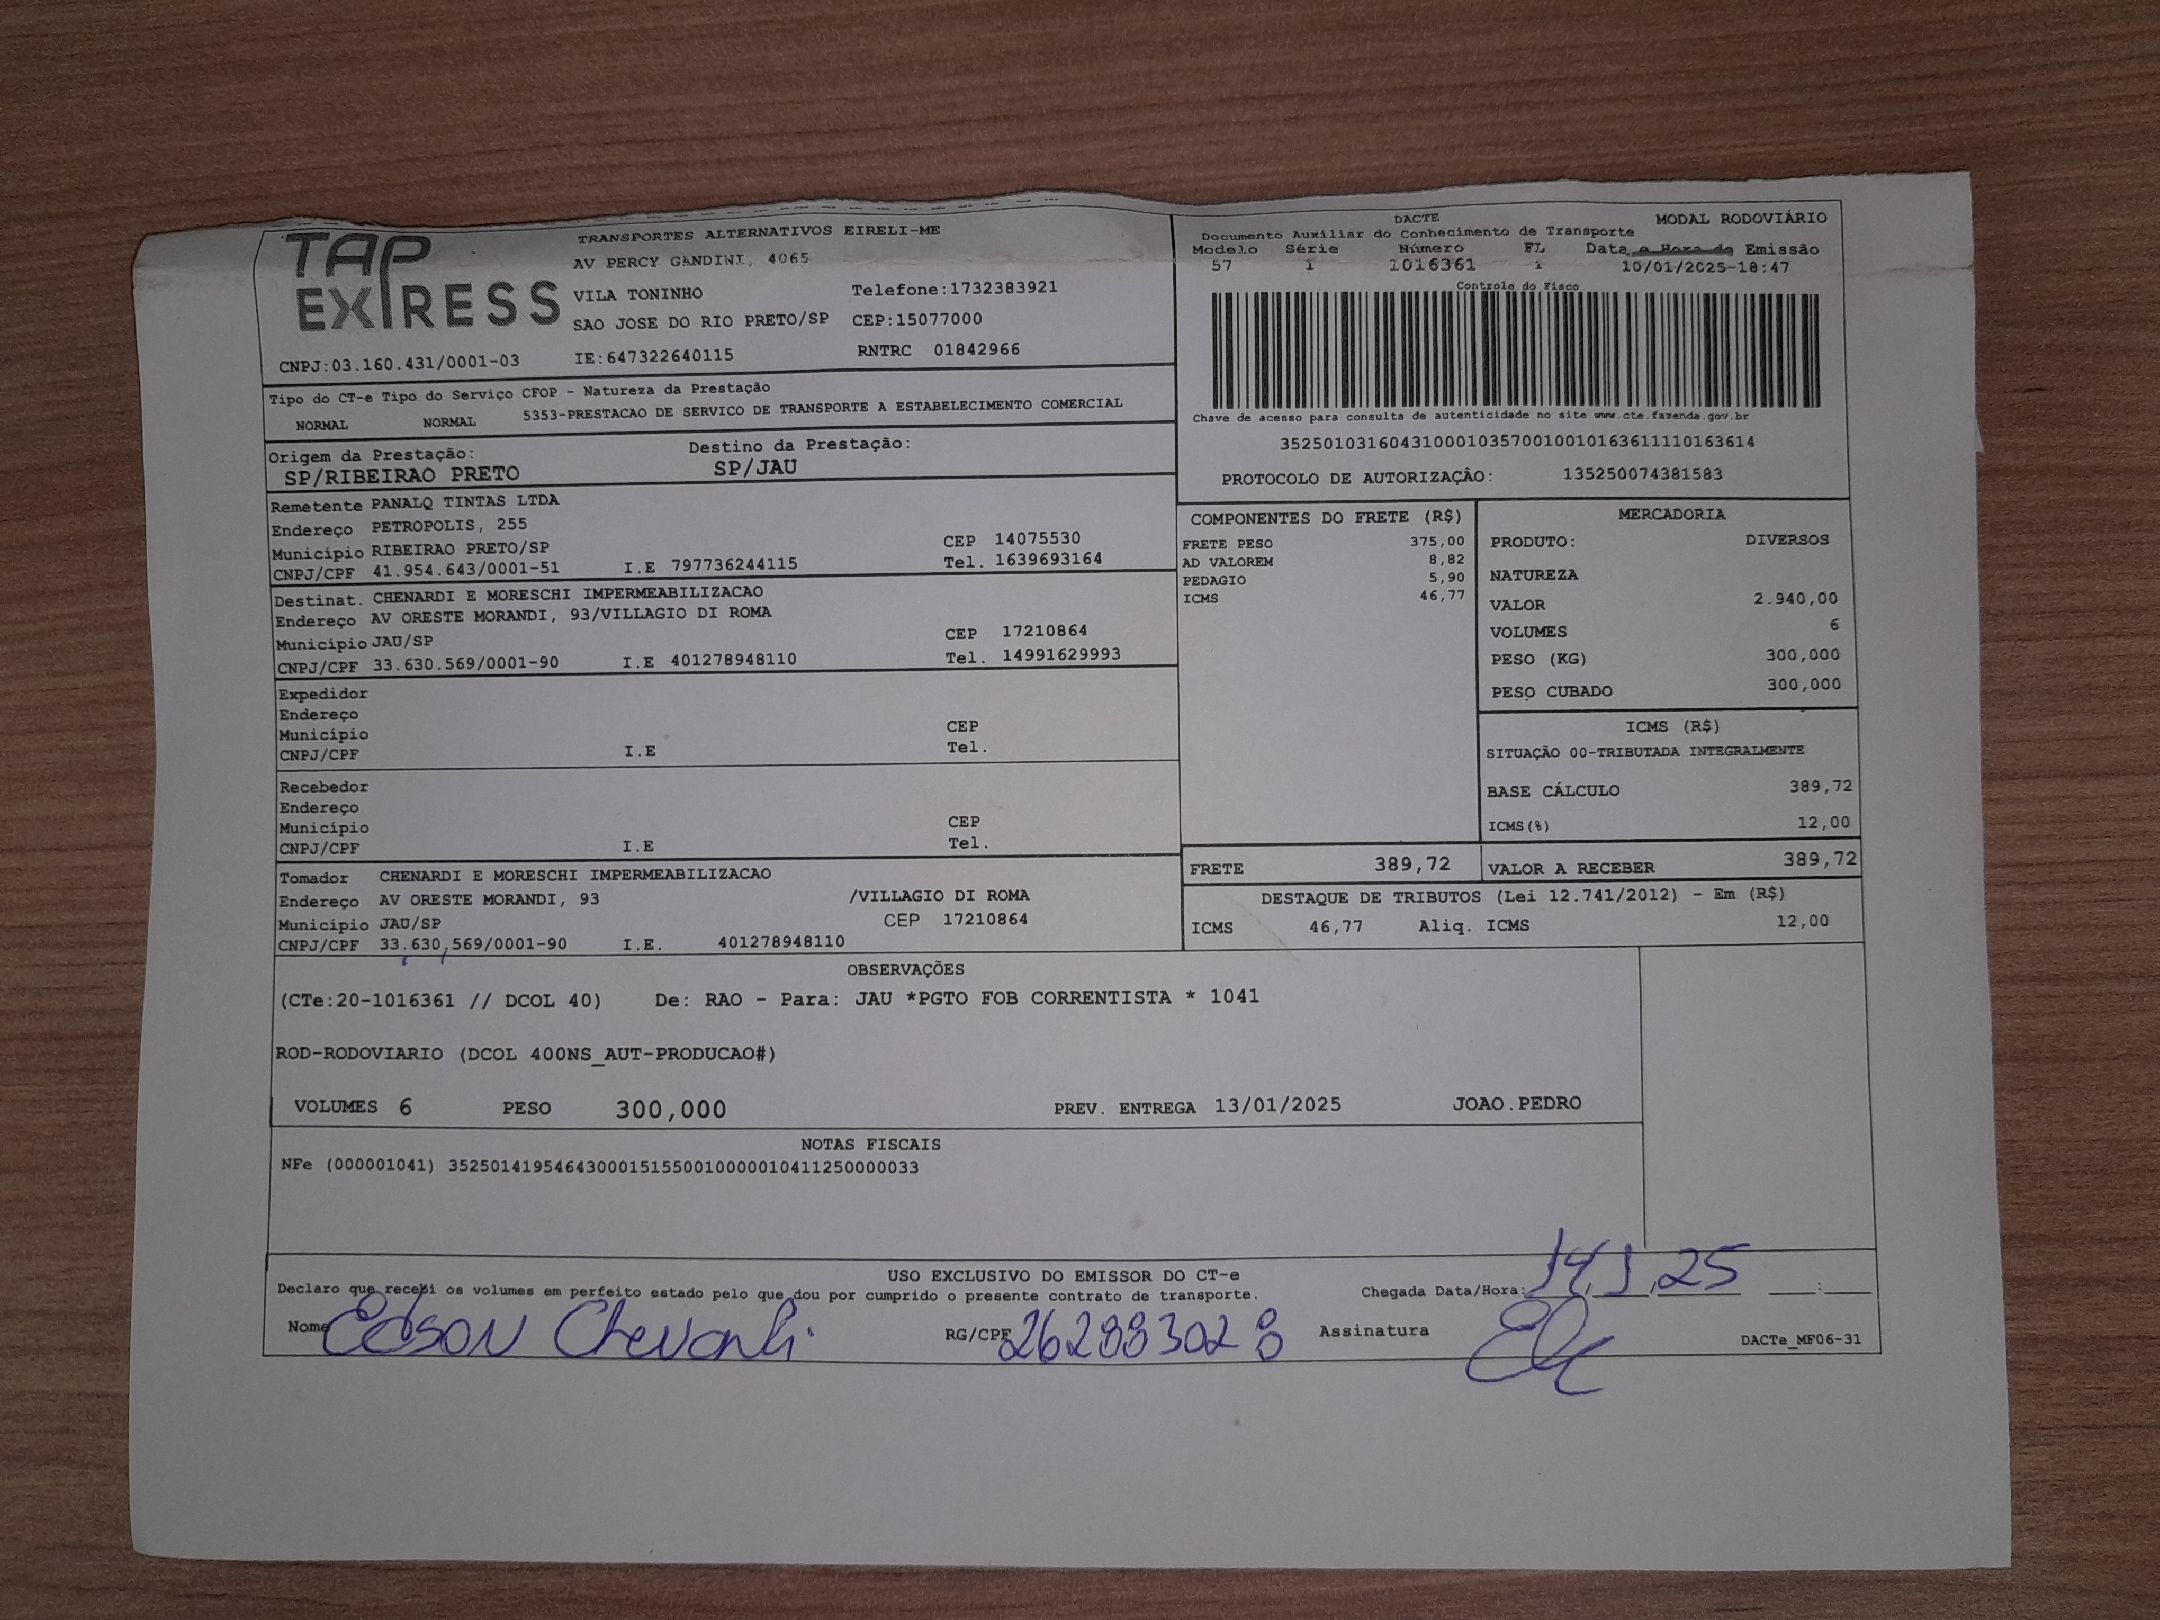 TAP EXPRESS
TRANSPORTES ALTERNATIVOS EIRELI-ME
AV PERCY GANDINI, 4065
VILA TONINHO Telefone:1732383921
SAO JOSE DO RIO PRETO/SP CEP:15077000
CNPJ:03.160.431/0001-03 IE:647322640115 RNTRC 01842966
DACTE MODAL RODOVIÁRIO
Documento Auxiliar do Conhecimento de Transporte
Modelo Série Número FL Data e Hora de Emissão
57 1 1016361 1 10/01/2025-18:47
Controle do Fisco
Chave de acesso para consulta de autenticidade no site www.cte.fazenda.gov.br
35250103160431000103570010010163611110163614
PROTOCOLO DE AUTORIZAÇÂO: 135250074381583
Tipo do CT-e Tipo do Serviço CFOP - Natureza da Prestação
NORMAL NORMAL 5353-PRESTACAO DE SERVICO DE TRANSPORTE A ESTABELECIMENTO COMERCIAL
Origem da Prestação: Destino da Prestação:
SP/RIBEIRAO PRETO SP/JAU
Remetente PANALQ TINTAS LTDA
Endereço PETROPOLIS, 255
Município RIBEIRAO PRETO/SP CEP 14075530
CNPJ/CPF 41.954.643/0001-51 I.E 797736244115 Tel. 1639693164
Destinat. CHENARDI E MORESCHI IMPERMEABILIZACAO
Endereço AV ORESTE MORANDI, 93/VILLAGIO DI ROMA
Município JAU/SP CEP 17210864
CNPJ/CPF 33.630.569/0001-90 I.E 401278948110 Tel. 14991629993
Expedidor
Endereço
Município CEP
CNPJ/CPF I.E Tel.
Recebedor
Endereço
Município CEP
CNPJ/CPF I.E Tel.
Tomador CHENARDI E MORESCHI IMPERMEABILIZACAO
Endereço AV ORESTE MORANDI, 93 /VILLAGIO DI ROMA
Município JAU/SP CEP 17210864
CNPJ/CPF 33.630.569/0001-90 I.E. 401278948110
COMPONENTES DO FRETE (R$)
FRETE PESO 375,00
AD VALOREM 8,82
PEDAGIO 5,90
ICMS 46,77
MERCADORIA
PRODUTO: DIVERSOS
NATUREZA
VALOR 2.940,00
VOLUMES 6
PESO (KG) 300,000
PESO CUBADO 300,000
ICMS (R$)
SITUAÇÃO 00-TRIBUTADA INTEGRALMENTE
BASE CÁLCULO 389,72
ICMS(%) 12,00
FRETE 389,72 VALOR A RECEBER 389,72
DESTAQUE DE TRIBUTOS (Lei 12.741/2012) - Em (R$)
ICMS 46,77 Aliq. ICMS 12,00
OBSERVAÇÕES
(CTe:20-1016361 // DCOL 40) De: RAO - Para: JAU *PGTO FOB CORRENTISTA * 1041
ROD-RODOVIARIO (DCOL 400NS_AUT-PRODUCAO#)
VOLUMES 6 PESO 300,000 PREV. ENTREGA 13/01/2025 JOAO.PEDRO
NOTAS FISCAIS
NFe (000001041) 35250141954643000151550010000010411250000033
USO EXCLUSIVO DO EMISSOR DO CT-e
Declaro que recebi os volumes em perfeito estado pelo que dou por cumprido o presente contrato de transporte. Chegada Data/Hora: 14/1/25 :
Nome Edson RG/CPF 26288302 8 Assinatura DACTe_MF06-31